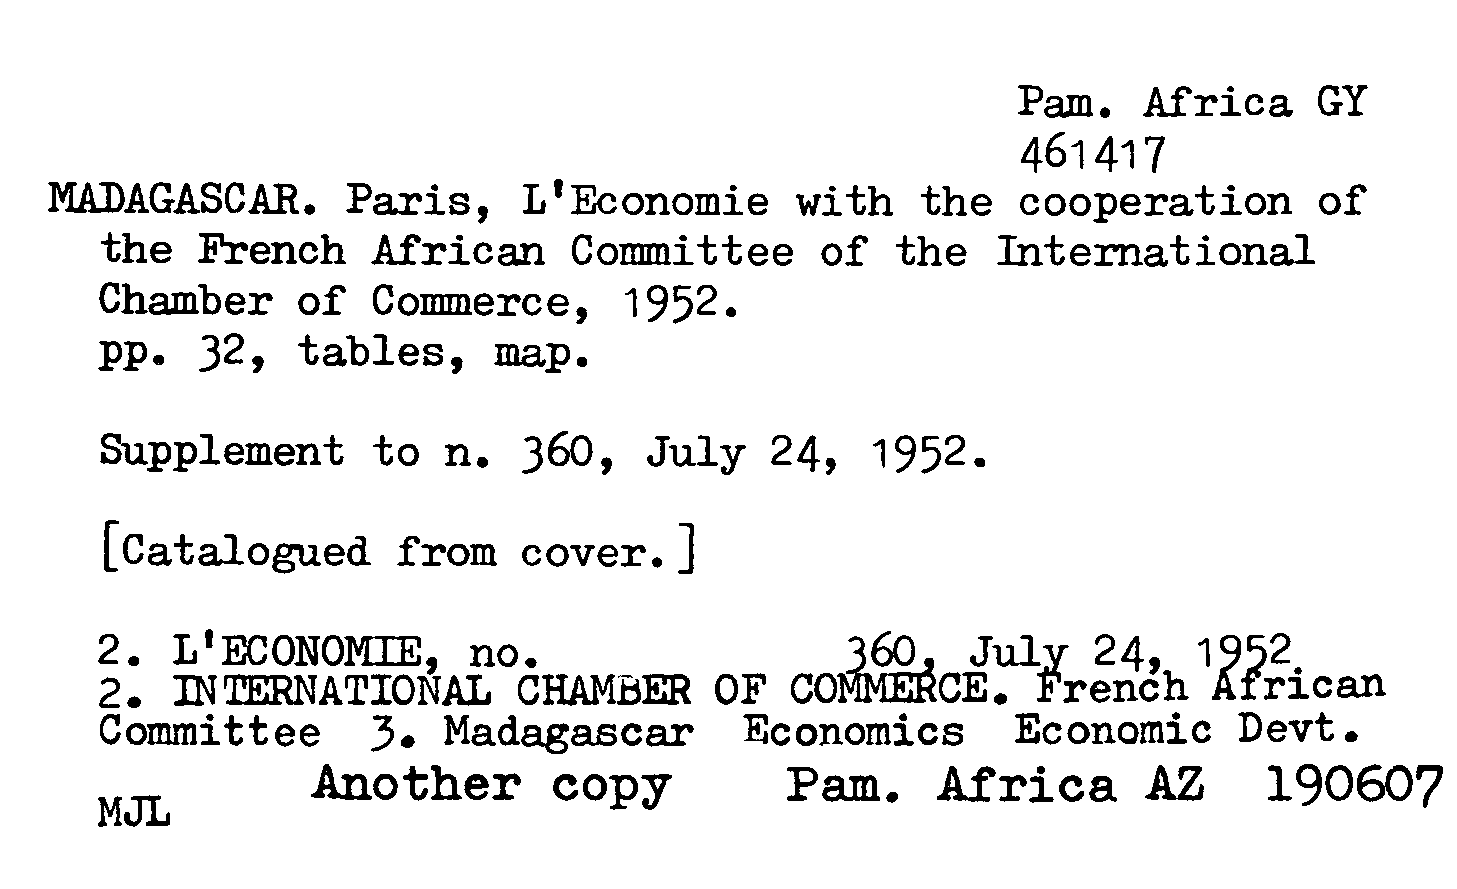 Pam. Africa GY
461417
MADAGASCAR. Paris, L'Economie with the cooperation of
the French African Committee of the International
Chamber of Commerce, 1952.
pp. 32, tables, map.
Supplement to n. 360, July 24, 1952.
[Catalogued from cover.]
2. L'ECONOMIE, no. 360, July 24, 1952.
2. INTERNATIONAL CHAMBER OF COMMERCE. French African
Committee 3. Madagascar Economics Economic Devt.
Another copy Pam. Africa AZ 190607
MJL